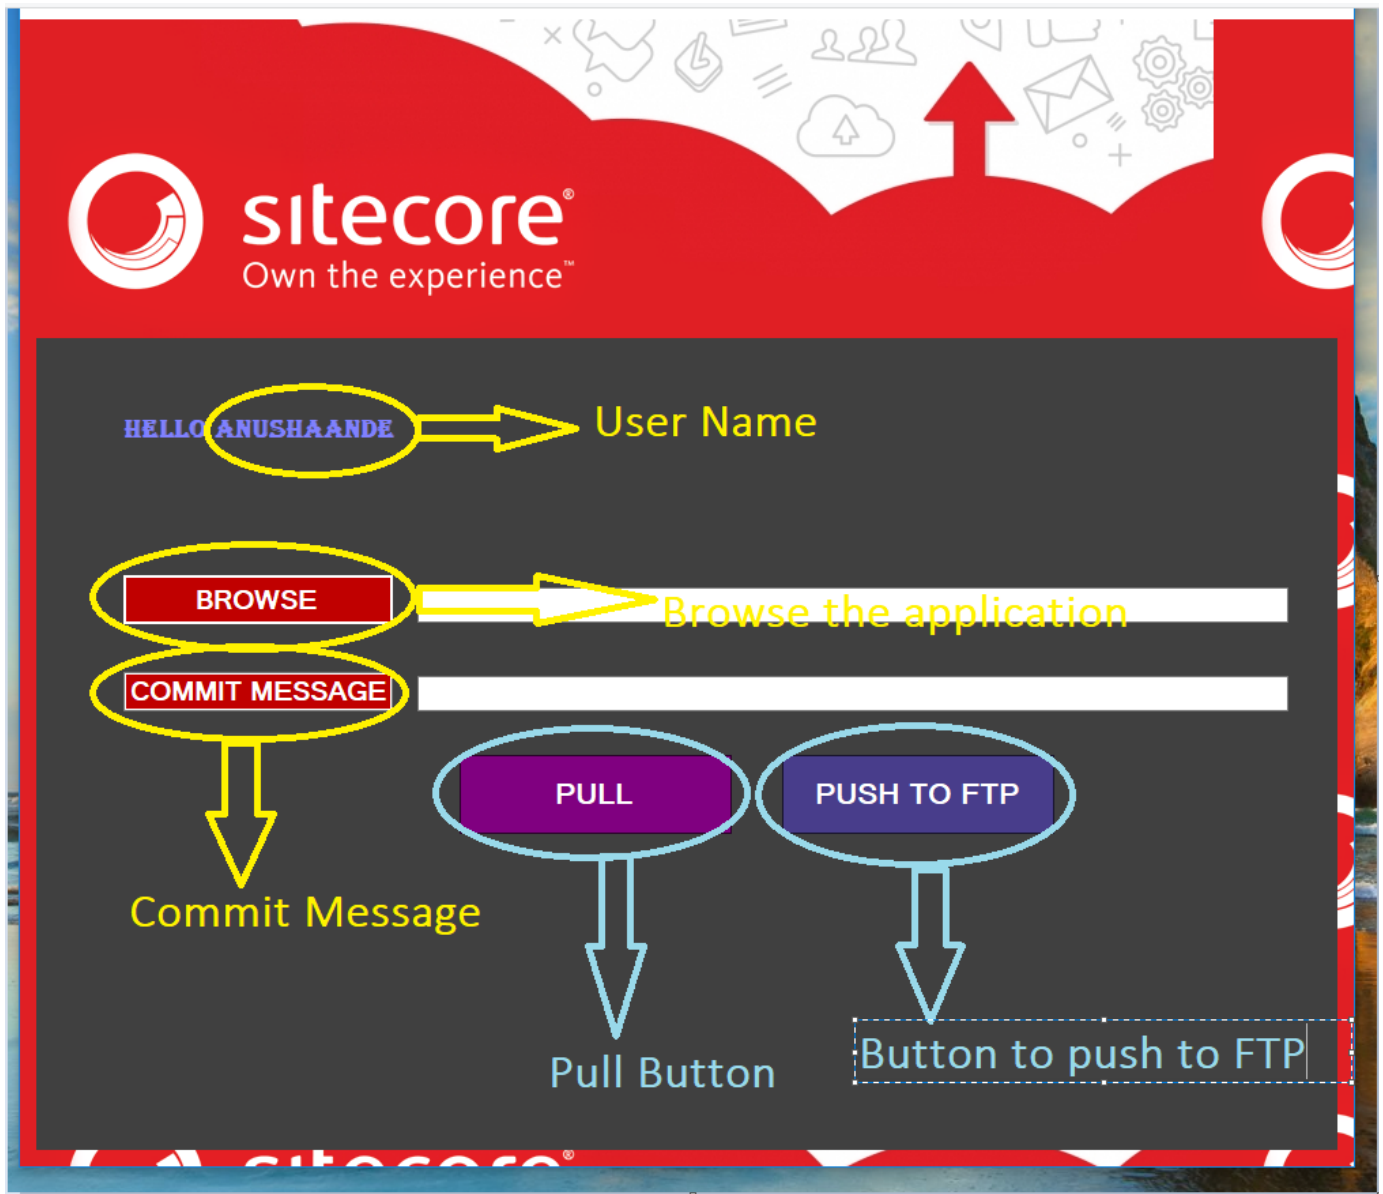 sitecore®
Own the experience™
HELLO ANUSHAANDE
User Name
BROWSE
Browse the application
COMMIT MESSAGE
PULL
PUSH TO FTP
Commit Message
Pull Button
Button to push to FTP
sitecore®